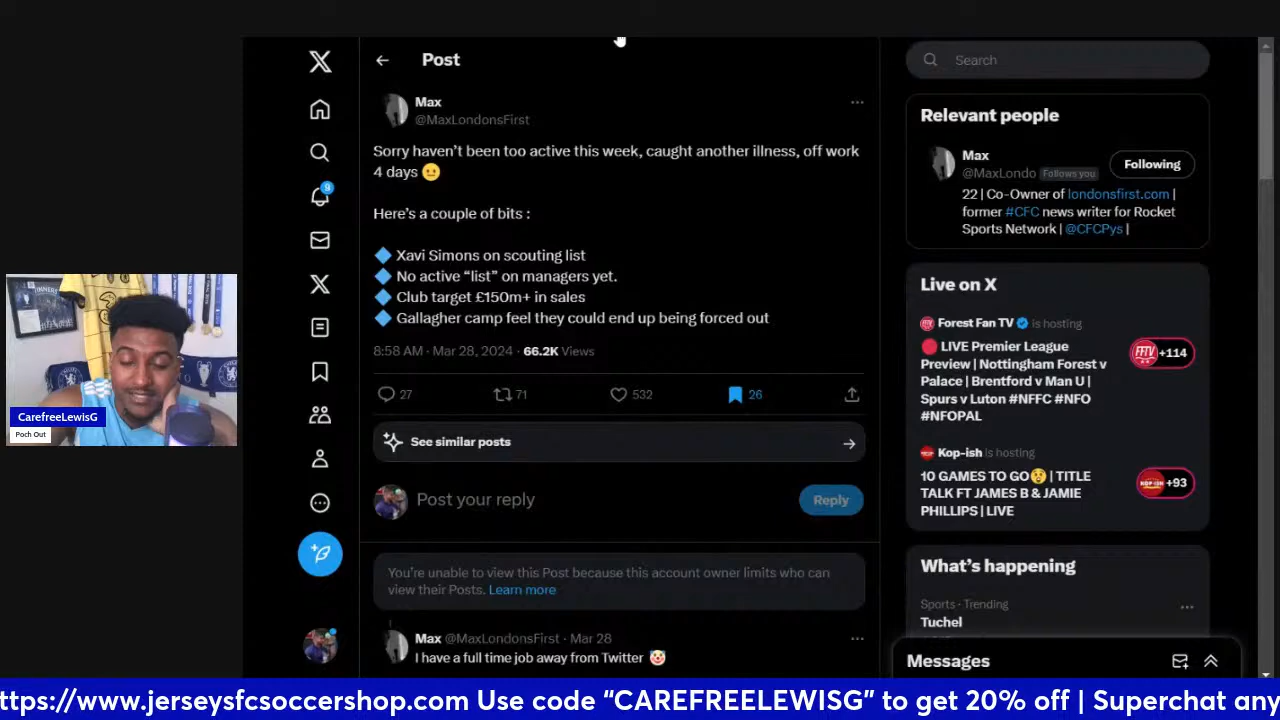 Post
Search
Max
@MaxLondonsFirst
Sorry haven't been too active this week, caught another illness, off work
4 days 😐
Here's a couple of bits :
🔷 Xavi Simons on scouting list
🔷 No active “list” on managers yet.
🔷 Club target £150m+ in sales
🔷 Gallagher camp feel they could end up being forced out
8:58 AM · Mar 28, 2024 · 66.2K Views
27 71 532 26
See similar posts
Post your reply
Reply
You're unable to view this Post because this account owner limits who can
view their Posts. Learn more
Max @MaxLondonsFirst · Mar 28
I have a full time job away from Twitter 🤡
Relevant people
Max
@MaxLondo Follows you
Following
22 | Co-Owner of londonsfirst.com |
former #CFC news writer for Rocket
Sports Network | @CFCPys |
Live on X
Forest Fan TV is hosting
🔴 LIVE Premier League
Preview | Nottingham Forest v
Palace | Brentford v Man U |
Spurs v Luton #NFFC #NFO
#NFOPAL
FFTV +114
Kop-ish is hosting
10 GAMES TO GO😲 | TITLE
TALK FT JAMES B & JAMIE
PHILLIPS | LIVE
KOP-ISH +93
What's happening
Sports · Trending
Tuchel
Messages
9
CarefreeLewisG
Poch Out
ttps://www.jerseysfcsoccershop.com Use code “CAREFREELEWISG” to get 20% off | Superchat any